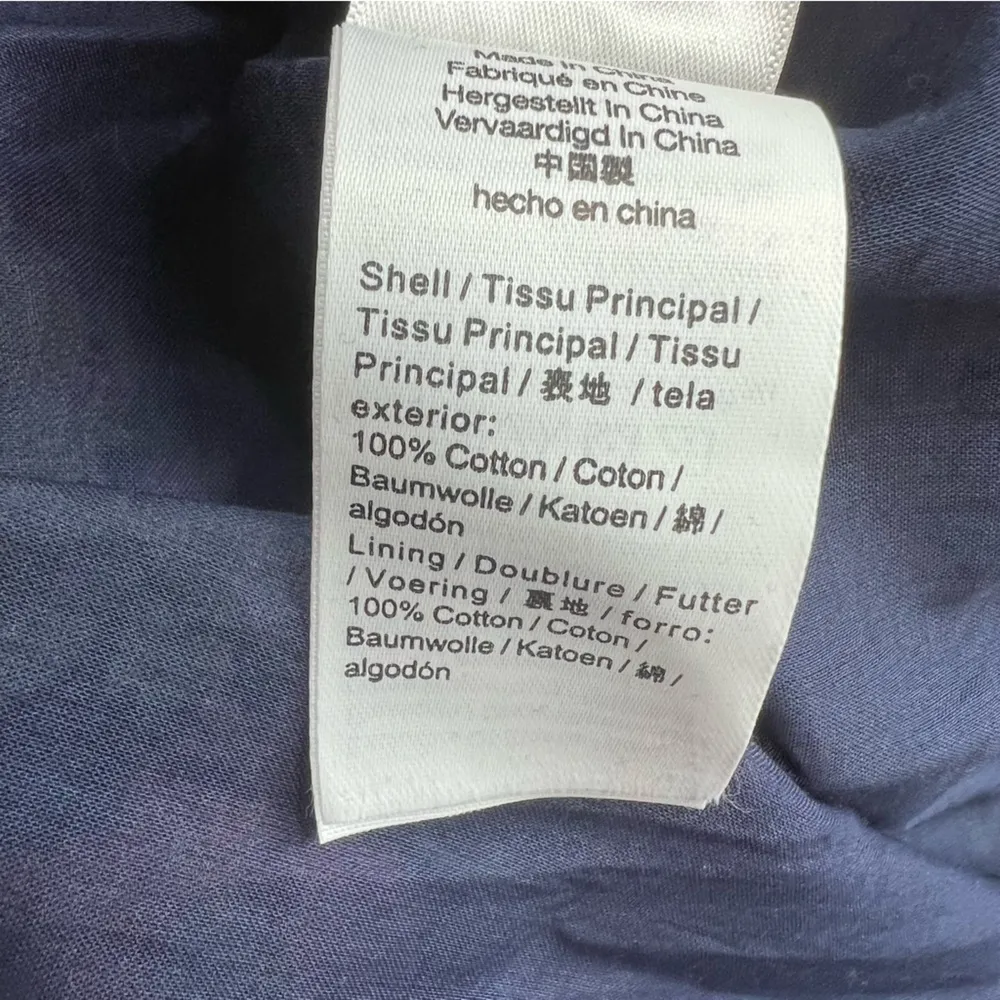 Made In China
Fabriqué en Chine
Hergestellt In China
Vervaardigd In China
中国製
hecho en china
Shell / Tissu Principal /
Tissu Principal / Tissu
Principal / 表地 / tela
exterior:
100% Cotton / Coton /
Baumwolle / Katoen / 綿 /
algodón
Lining / Doublure / Futter
/ Voering / 裏地 / forro:
100% Cotton / Coton /
Baumwolle / Katoen / 綿 /
algodón